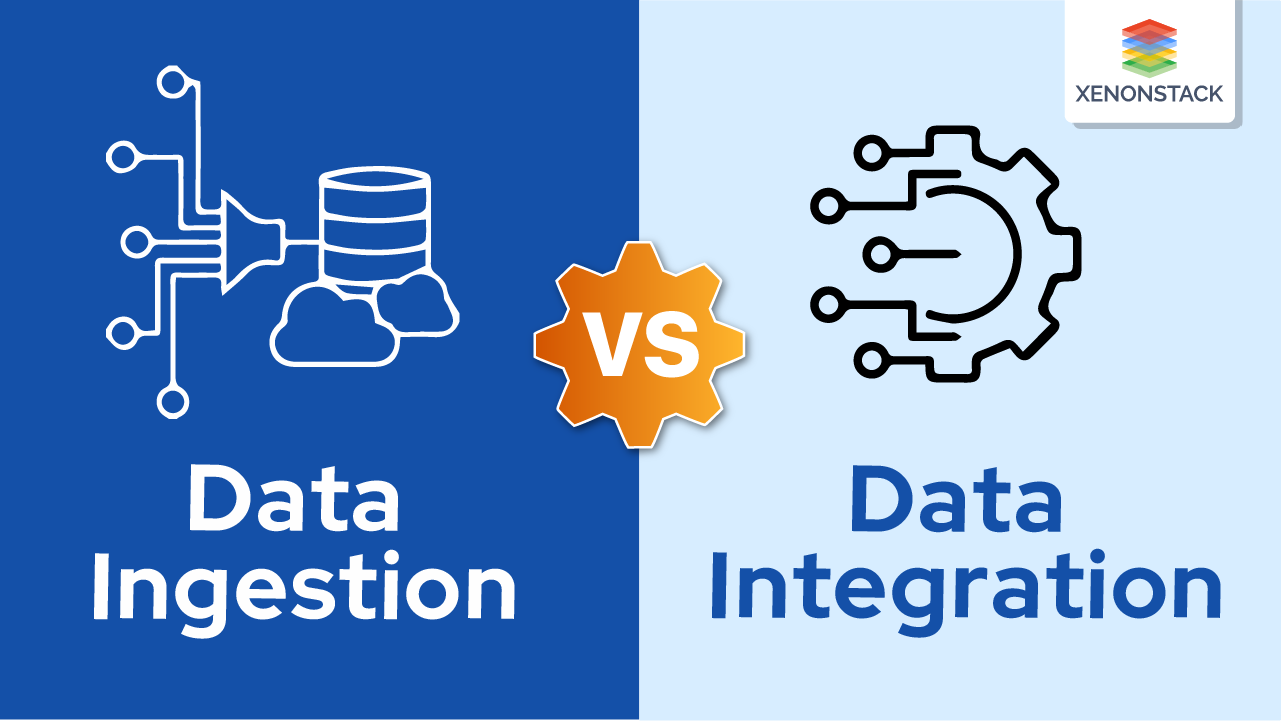 XENONSTACK
VS
Data
Ingestion
Data
Integration